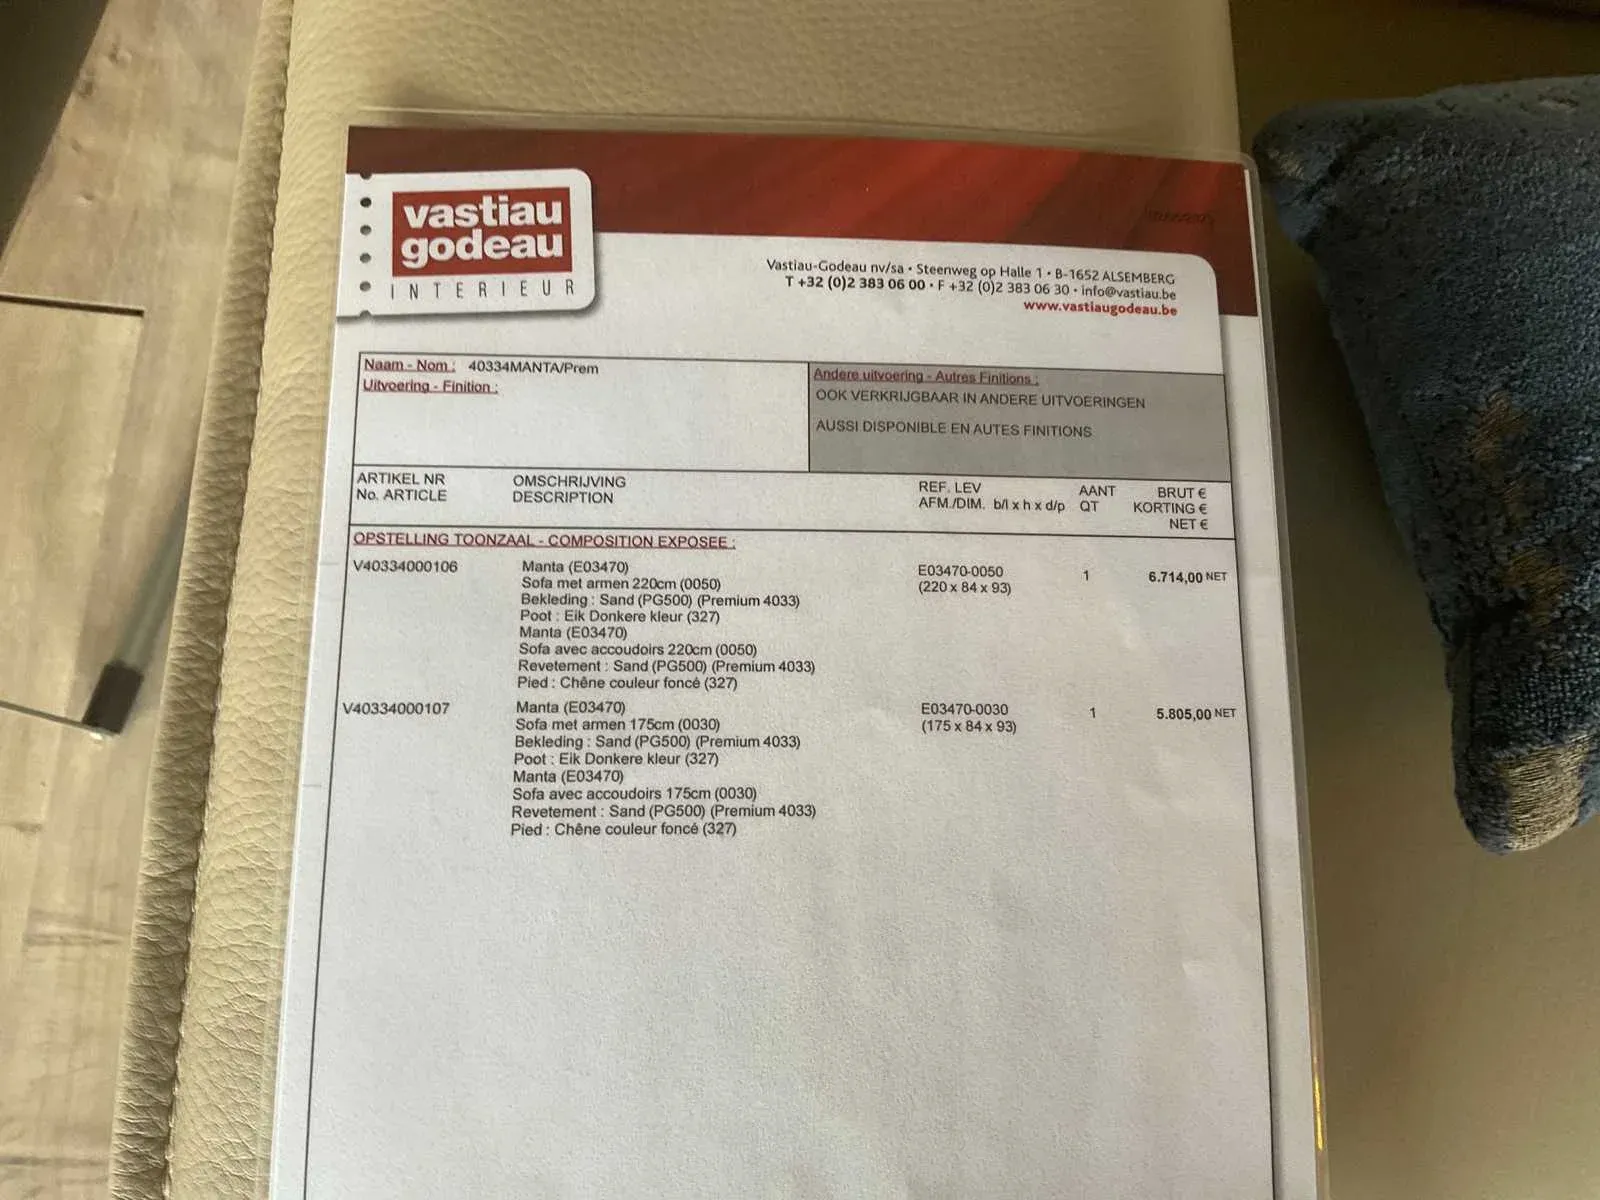 vastiau
godeau
INTERIEUR
Vastiau-Godeau nv/sa • Steenweg op Halle 1 • B-1652 ALSEMBERG
T +32 (0)2 383 06 00 • F +32 (0)2 383 06 30 • info@vastiau.be
www.vastiaugodeau.be
Naam - Nom : 40334MANTA/Prem
Uitvoering - Finition :
Andere uitvoering - Autres Finitions :
OOK VERKRIJGBAAR IN ANDERE UITVOERINGEN
AUSSI DISPONIBLE EN AUTES FINITIONS
ARTIKEL NR OMSCHRIJVING REF. LEV AANT BRUT €
No. ARTICLE DESCRIPTION AFM./DIM. b/l x h x d/p QT KORTING €
NET €
OPSTELLING TOONZAAL - COMPOSITION EXPOSEE :
V40334000106 Manta (E03470) E03470-0050 1 6.714,00 NET
Sofa met armen 220cm (0050) (220 x 84 x 93)
Bekleding : Sand (PG500) (Premium 4033)
Poot : Eik Donkere kleur (327)
Manta (E03470)
Sofa avec accoudoirs 220cm (0050)
Revetement : Sand (PG500) (Premium 4033)
Pied : Chêne couleur foncé (327)
V40334000107 Manta (E03470) E03470-0030 1 5.805,00 NET
Sofa met armen 175cm (0030) (175 x 84 x 93)
Bekleding : Sand (PG500) (Premium 4033)
Poot : Eik Donkere kleur (327)
Manta (E03470)
Sofa avec accoudoirs 175cm (0030)
Revetement : Sand (PG500) (Premium 4033)
Pied : Chêne couleur foncé (327)